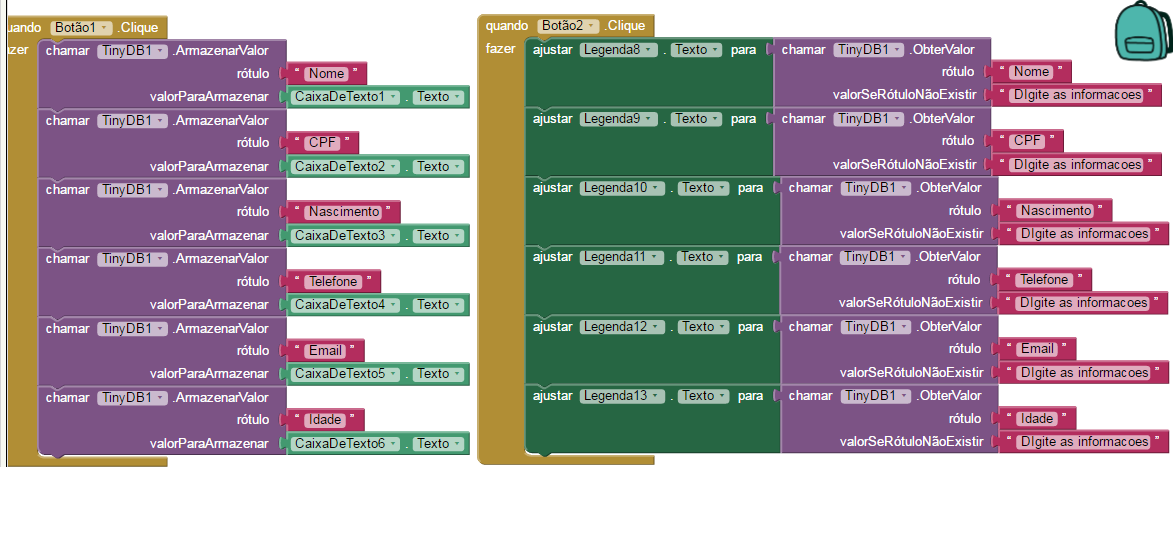 uando Botão1 .Clique
zer chamar TinyDB1 .ArmazenarValor
rótulo " Nome "
valorParaArmazenar CaixaDeTexto1 . Texto
chamar TinyDB1 .ArmazenarValor
rótulo " CPF "
valorParaArmazenar CaixaDeTexto2 . Texto
chamar TinyDB1 .ArmazenarValor
rótulo " Nascimento "
valorParaArmazenar CaixaDeTexto3 . Texto
chamar TinyDB1 .ArmazenarValor
rótulo " Telefone "
valorParaArmazenar CaixaDeTexto4 . Texto
chamar TinyDB1 .ArmazenarValor
rótulo " Email "
valorParaArmazenar CaixaDeTexto5 . Texto
chamar TinyDB1 .ArmazenarValor
rótulo " Idade "
valorParaArmazenar CaixaDeTexto6 . Texto
quando Botão2 .Clique
fazer ajustar Legenda8 . Texto para chamar TinyDB1 .ObterValor
rótulo " Nome "
valorSeRótuloNãoExistir " DIgite as informacoes "
ajustar Legenda9 . Texto para chamar TinyDB1 .ObterValor
rótulo " CPF "
valorSeRótuloNãoExistir " DIgite as informacoes "
ajustar Legenda10 . Texto para chamar TinyDB1 .ObterValor
rótulo " Nascimento "
valorSeRótuloNãoExistir " DIgite as informacoes "
ajustar Legenda11 . Texto para chamar TinyDB1 .ObterValor
rótulo " Telefone "
valorSeRótuloNãoExistir " DIgite as informacoes "
ajustar Legenda12 . Texto para chamar TinyDB1 .ObterValor
rótulo " Email "
valorSeRótuloNãoExistir " DIgite as informacoes "
ajustar Legenda13 . Texto para chamar TinyDB1 .ObterValor
rótulo " Idade "
valorSeRótuloNãoExistir " DIgite as informacoes "